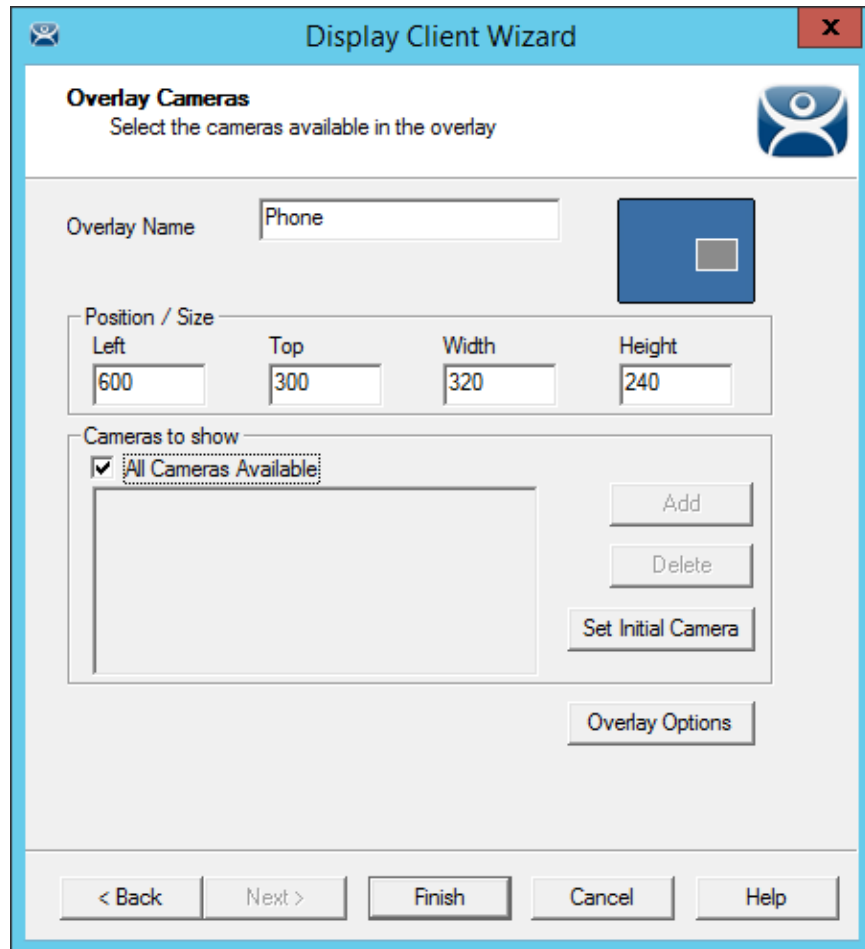 Display Client Wizard
x
Overlay Cameras
Select the cameras available in the overlay
Overlay Name
Phone
Position / Size
Left Top Width Height
600 300 320 240
Cameras to show
All Cameras Available
Add
Delete
Set Initial Camera
Overlay Options
< Back Next > Finish Cancel Help